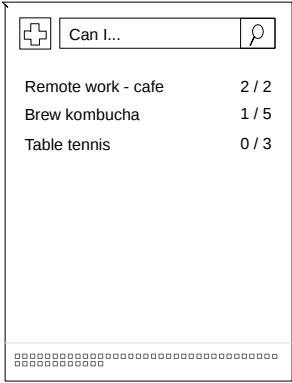 Can I...
Remote work - cafe 2 / 2
Brew kombucha 1 / 5
Table tennis 0 / 3